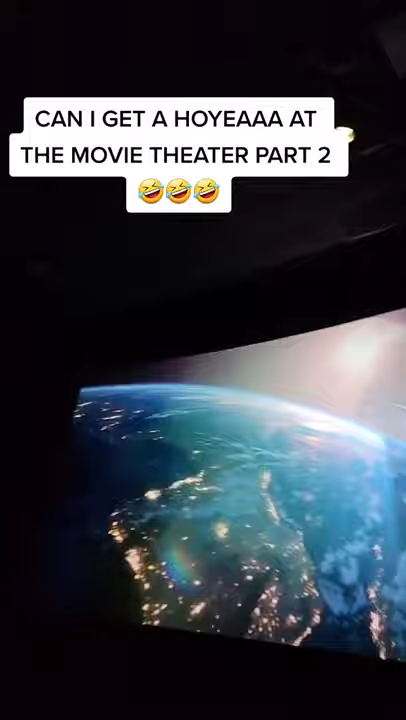 CAN I GET A HOYEAAA AT
THE MOVIE THEATER PART 2
🤣🤣🤣